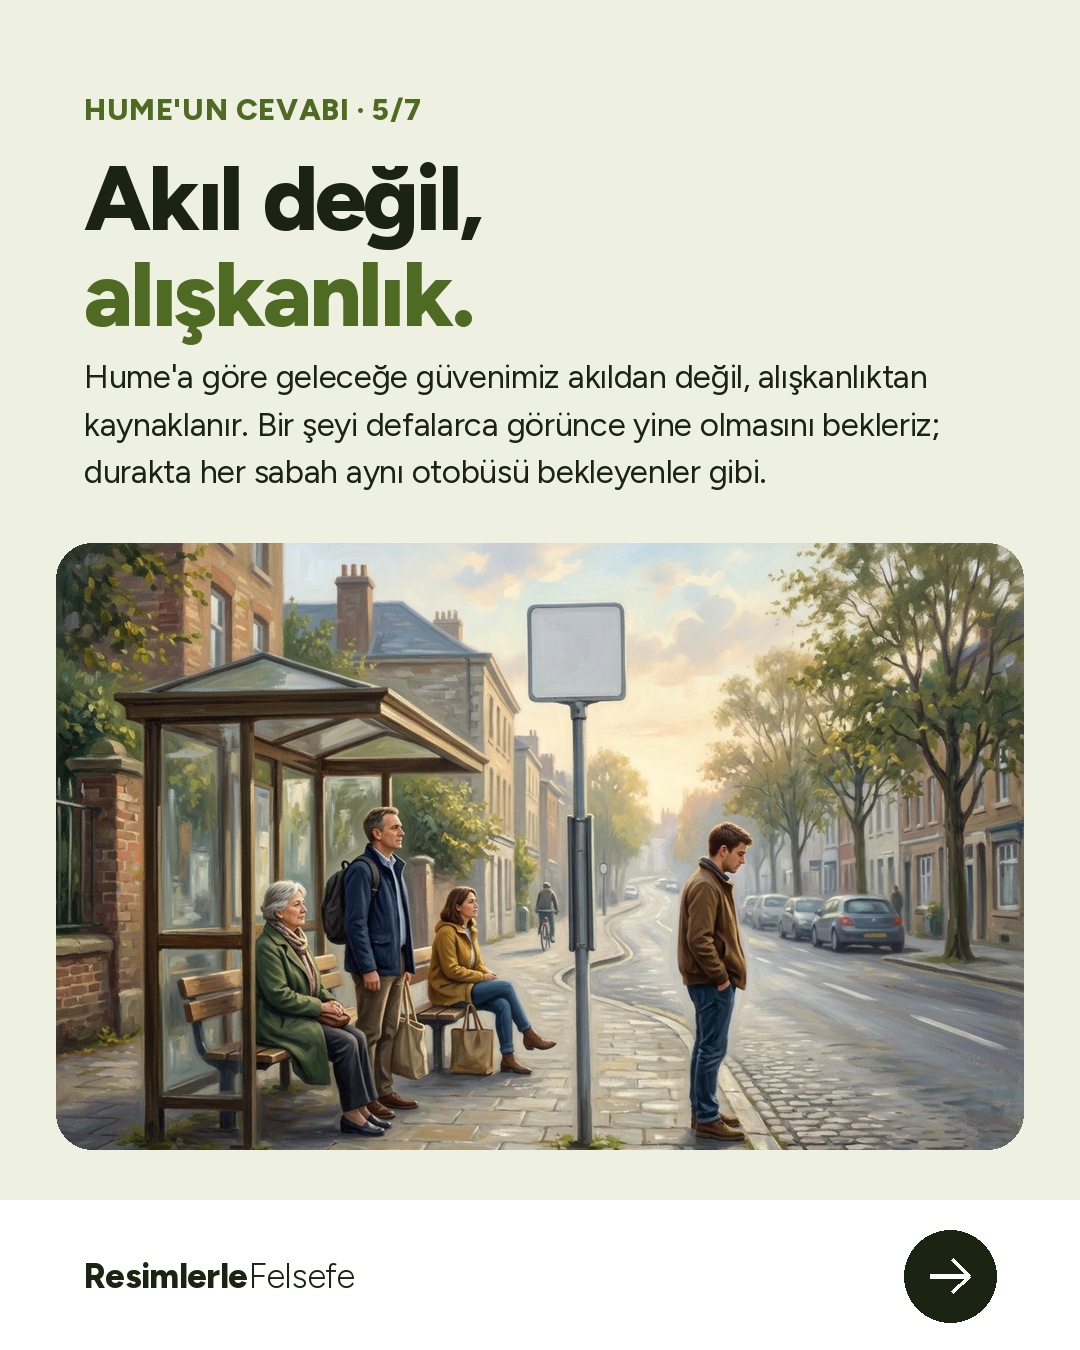 HUME'UN CEVABI · 5/7
Akıl değil,
alışkanlık.
Hume'a göre geleceğe güvenimiz akıldan değil, alışkanlıktan
kaynaklanır. Bir şeyi defalarca görünce yine olmasını bekleriz;
durakta her sabah aynı otobüsü bekleyenler gibi.
ResimlerleFelsefe